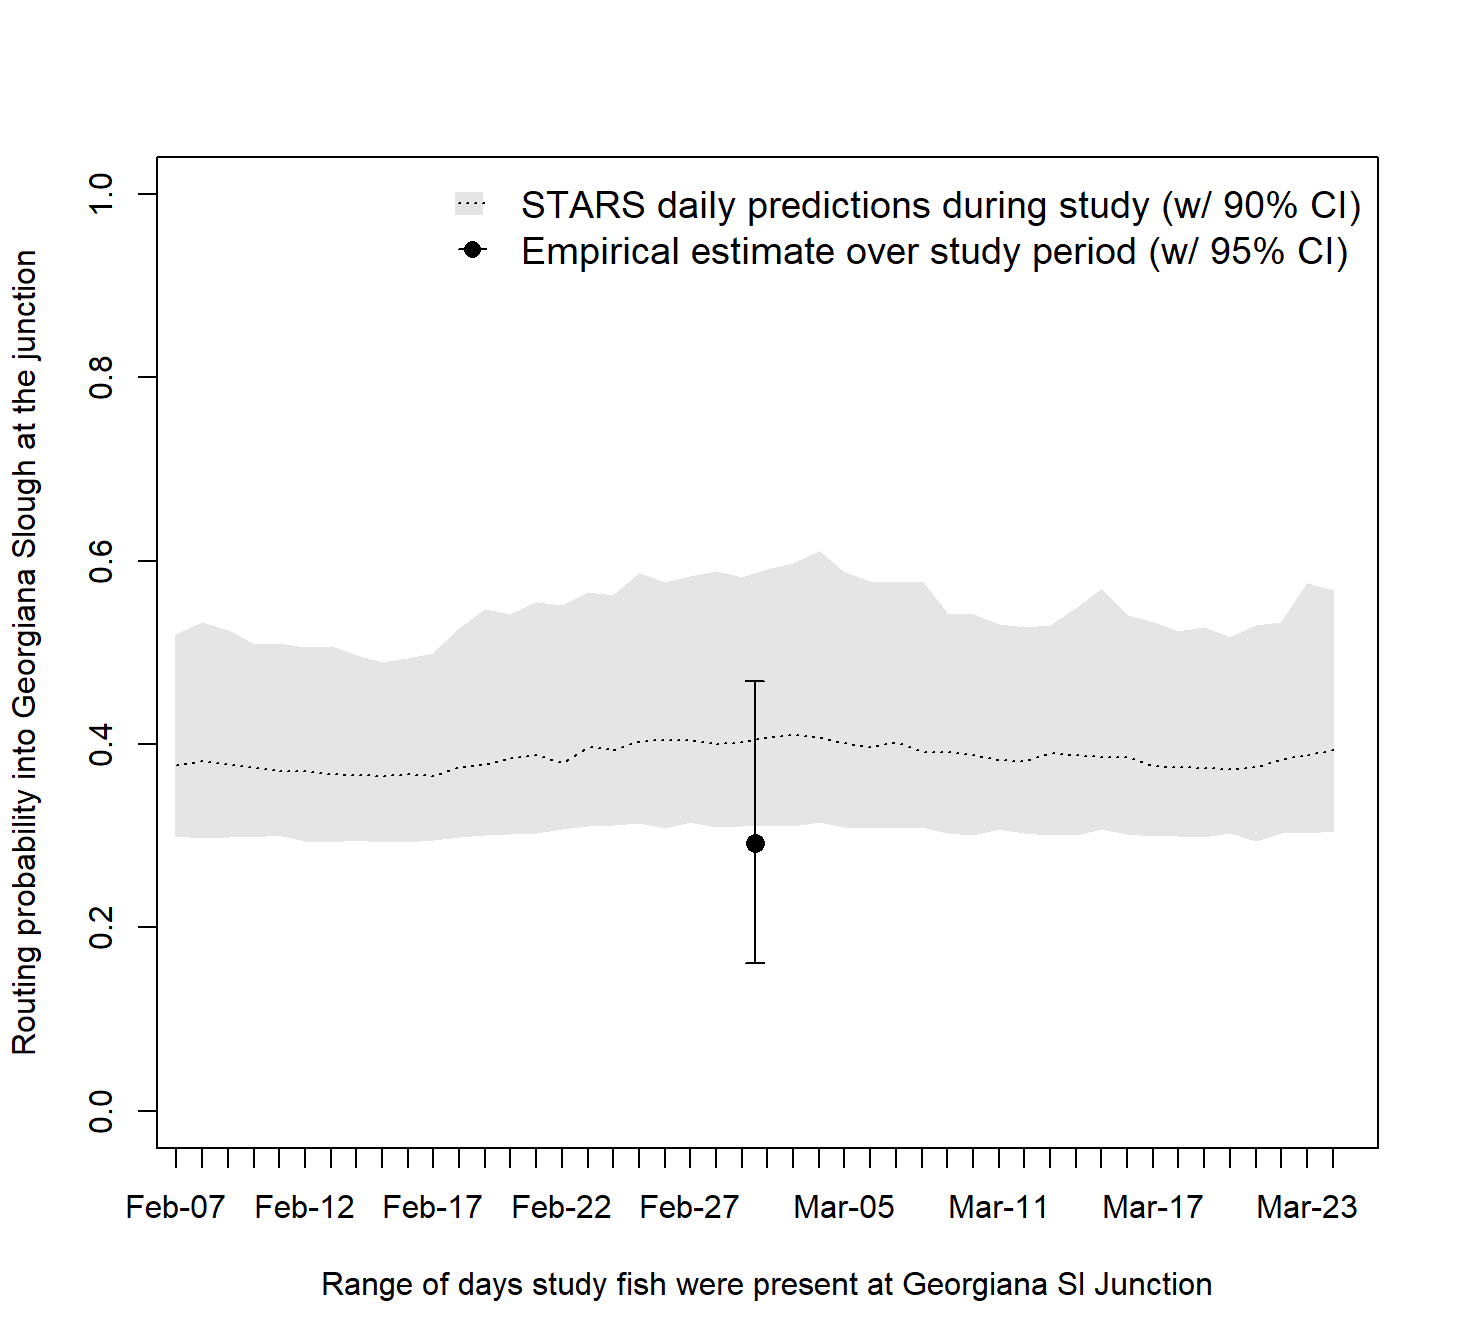 STARS daily predictions during study (w/ 90% CI)
Empirical estimate over study period (w/ 95% CI)
Routing probability into Georgiana Slough at the junction
1.0
0.8
0.6
0.4
0.2
0.0
Feb-07 Feb-12 Feb-17 Feb-22 Feb-27 Mar-05 Mar-11 Mar-17 Mar-23
Range of days study fish were present at Georgiana Sl Junction